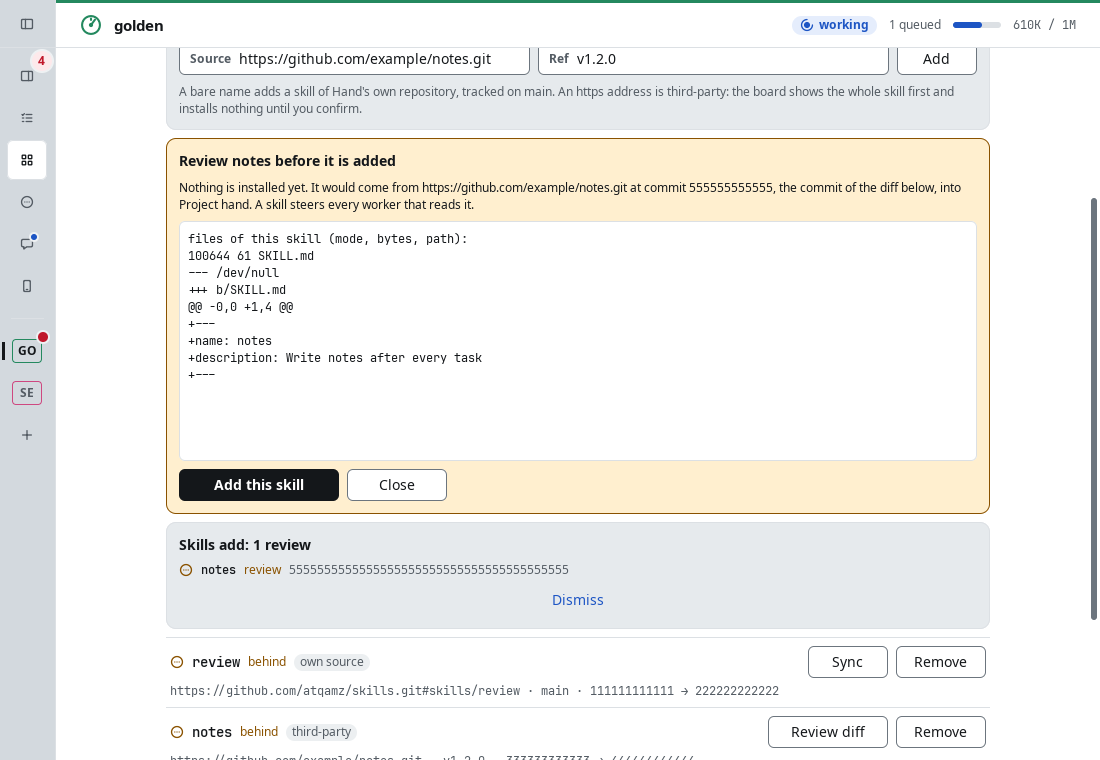 golden
working
1 queued
610K / 1M
4
Source https://github.com/example/notes.git
Ref v1.2.0
Add
A bare name adds a skill of Hand's own repository, tracked on main. An https address is third-party: the board shows the whole skill first and
installs nothing until you confirm.
Review notes before it is added
Nothing is installed yet. It would come from https://github.com/example/notes.git at commit 555555555555, the commit of the diff below, into
Project hand. A skill steers every worker that reads it.
files of this skill (mode, bytes, path):
100644 61 SKILL.md
--- /dev/null
+++ b/SKILL.md
@@ -0,0 +1,4 @@
+---
+name: notes
+description: Write notes after every task
+---
GO
SE
Add this skill
Close
Skills add: 1 review
notes review 5555555555555555555555555555555555555555
Dismiss
review behind own source
Sync
Remove
https://github.com/atqamz/skills.git#skills/review · main · 111111111111 → 222222222222
notes behind third-party
Review diff
Remove